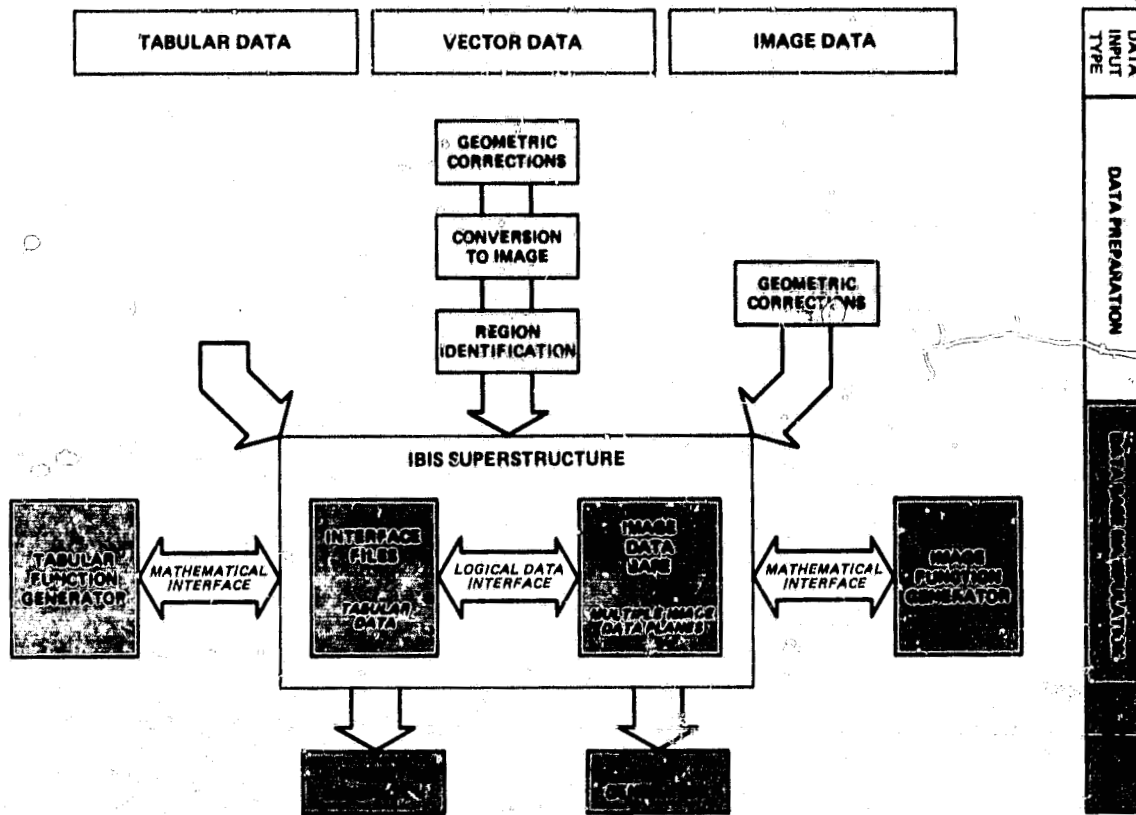 TABULAR DATA
VECTOR DATA
IMAGE DATA
DATA
INPUT
TYPE
GEOMETRIC
CORRECTIONS
CONVERSION
TO IMAGE
REGION
IDENTIFICATION
GEOMETRIC
CORRECTIONS
DATA PREPARATION
IBIS SUPERSTRUCTURE
TABULAR
FUNCTION
GENERATOR
MATHEMATICAL
INTERFACE
INTERFACE
FILES
TABULAR
DATA
LOGICAL DATA
INTERFACE
IMAGE
DATA
BASE
MULTIPLE IMAGE
DATA PLANES
MATHEMATICAL
INTERFACE
IMAGE
FUNCTION
GENERATOR